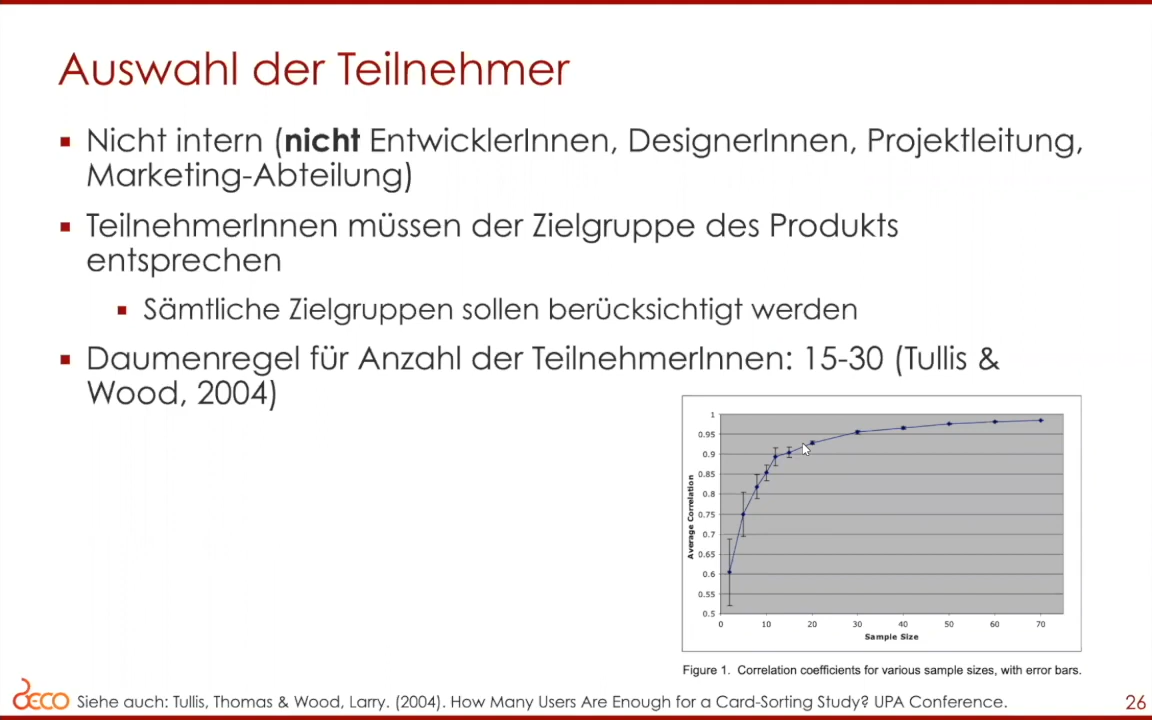 Auswahl der Teilnehmer
▪ Nicht intern (nicht EntwicklerInnen, DesignerInnen, Projektleitung,
Marketing-Abteilung)
▪ TeilnehmerInnen müssen der Zielgruppe des Produkts
entsprechen
▪ Sämtliche Zielgruppen sollen berücksichtigt werden
▪ Daumenregel für Anzahl der TeilnehmerInnen: 15-30 (Tullis &
Wood, 2004)
Average Correlation
1
0.95
0.9
0.85
0.8
0.75
0.7
0.65
0.6
0.55
0.5
0 10 20 30 40 50 60 70
Sample Size
Figure 1. Correlation coefficients for various sample sizes, with error bars.
DECO
Siehe auch: Tullis, Thomas & Wood, Larry. (2004). How Many Users Are Enough for a Card-Sorting Study? UPA Conference.
26